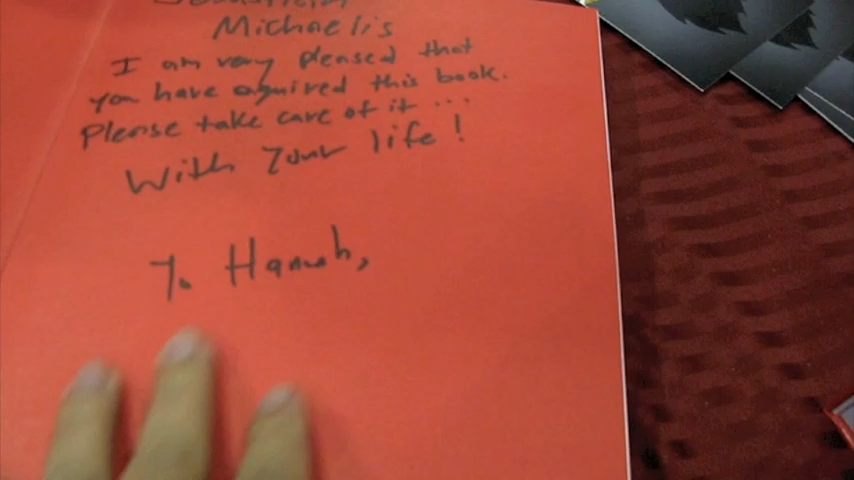 Michaelis
I am very pleased that
you have aquired this book.
Please take care of it ...
With your life!
To Hannah,